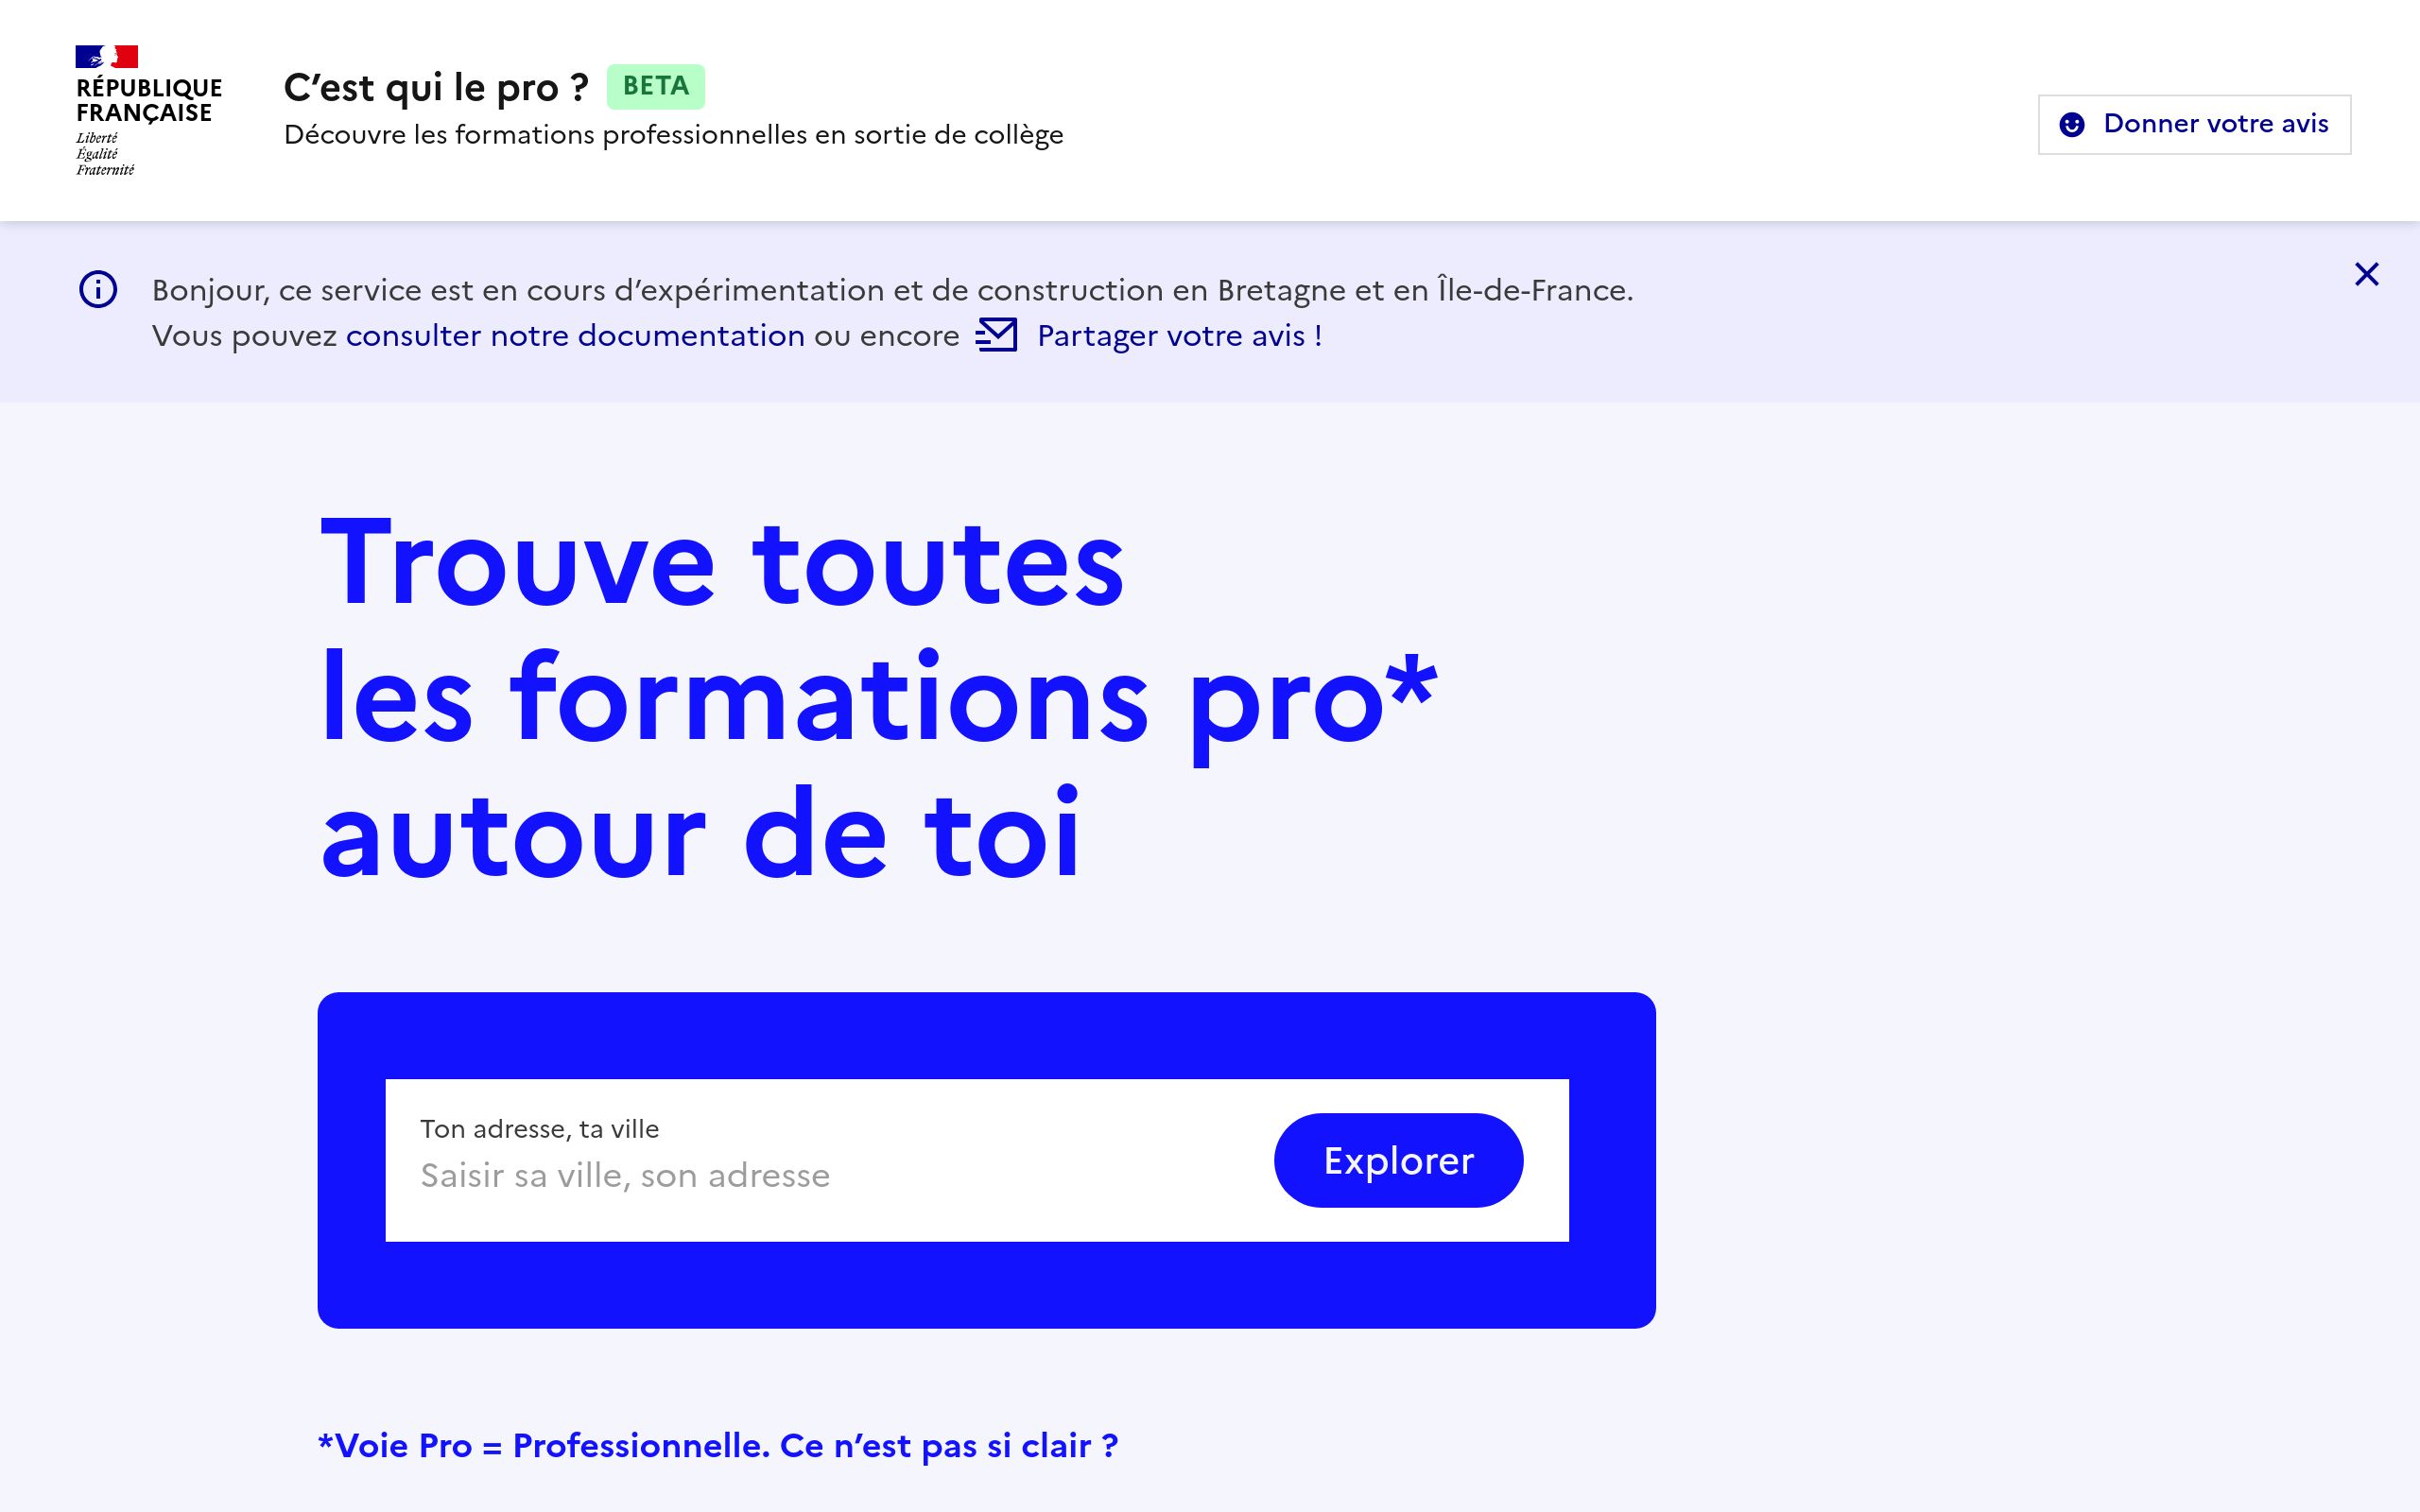 RÉPUBLIQUE
FRANÇAISE
Liberté
Égalité
Fraternité
C’est qui le pro ? BETA
Découvre les formations professionnelles en sortie de collège
Donner votre avis
Bonjour, ce service est en cours d’expérimentation et de construction en Bretagne et en Île-de-France.
Vous pouvez consulter notre documentation ou encore Partager votre avis !
Trouve toutes
les formations pro*
autour de toi
Ton adresse, ta ville
Saisir sa ville, son adresse
Explorer
*Voie Pro = Professionnelle. Ce n’est pas si clair ?